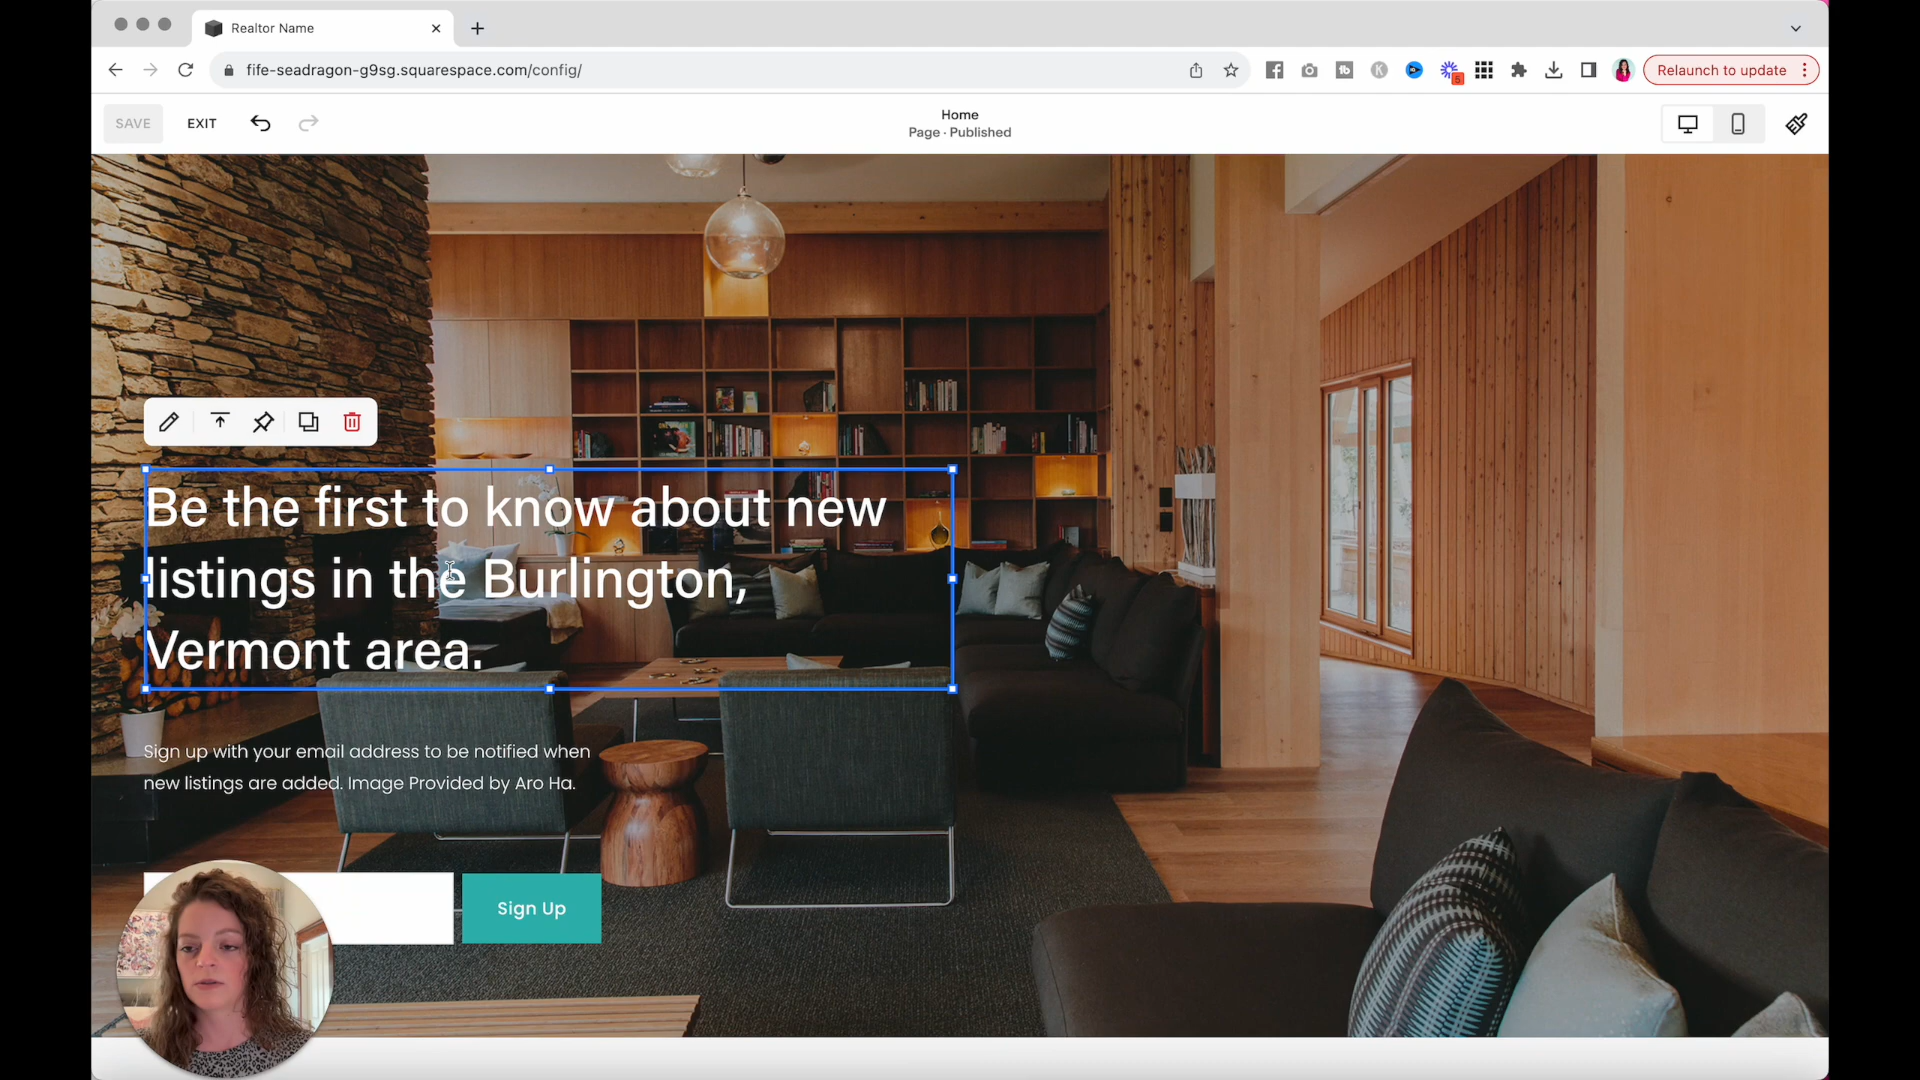 Realtor Name
fife-seadragon-g9sg.squarespace.com/config/
5
Relaunch to update
SAVE
EXIT
Home
Page · Published
Be the first to know about new
listings in the Burlington,
Vermont area.
Sign up with your email address to be notified when
new listings are added. Image Provided by Aro Ha.
Sign Up